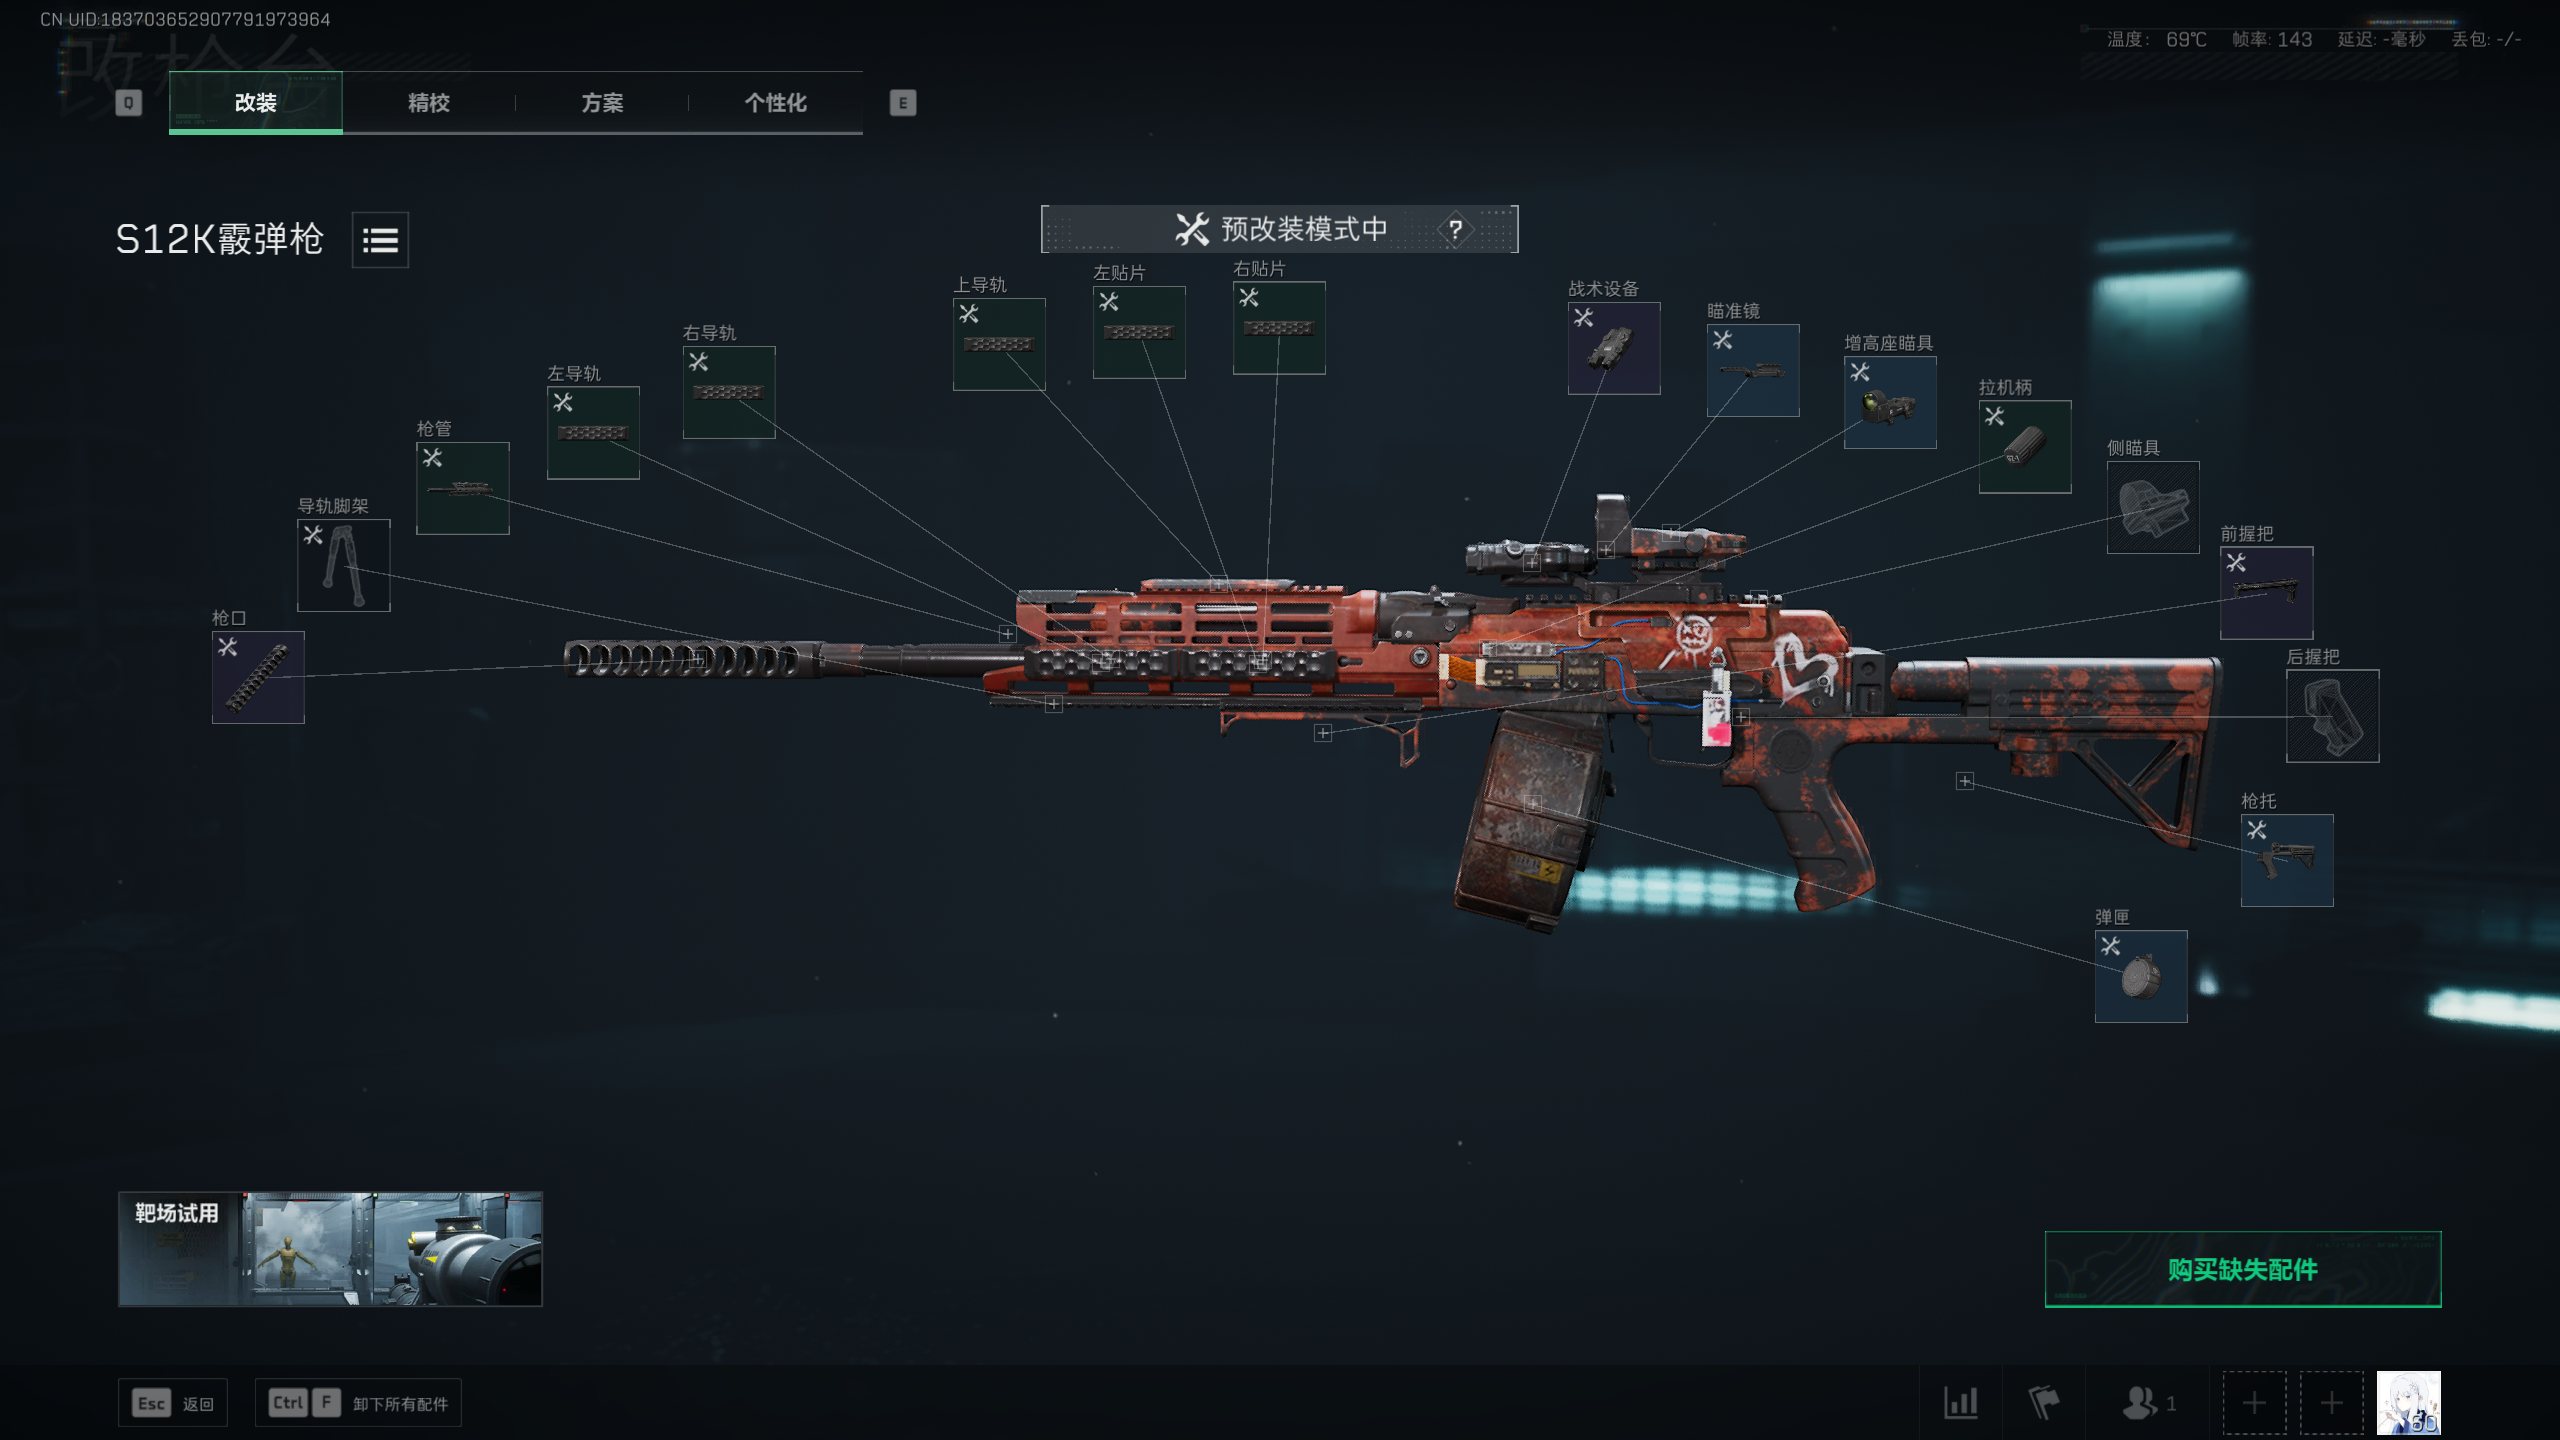 CN UID:183703652907791973964
改枪台
温度: 69℃ 帧率: 143 延迟: -毫秒 丢包: -/-
Q 改装 精校 方案 个性化 E
S12K霰弹枪
预改装模式中 ?
右贴片
左贴片
上导轨
战术设备
瞄准镜
右导轨
增高座瞄具
左导轨
拉机柄
枪管
侧瞄具
导轨脚架
前握把
枪口
后握把
枪托
弹匣
靶场试用
购买缺失配件
Esc 返回 Ctrl F 卸下所有配件
1
60